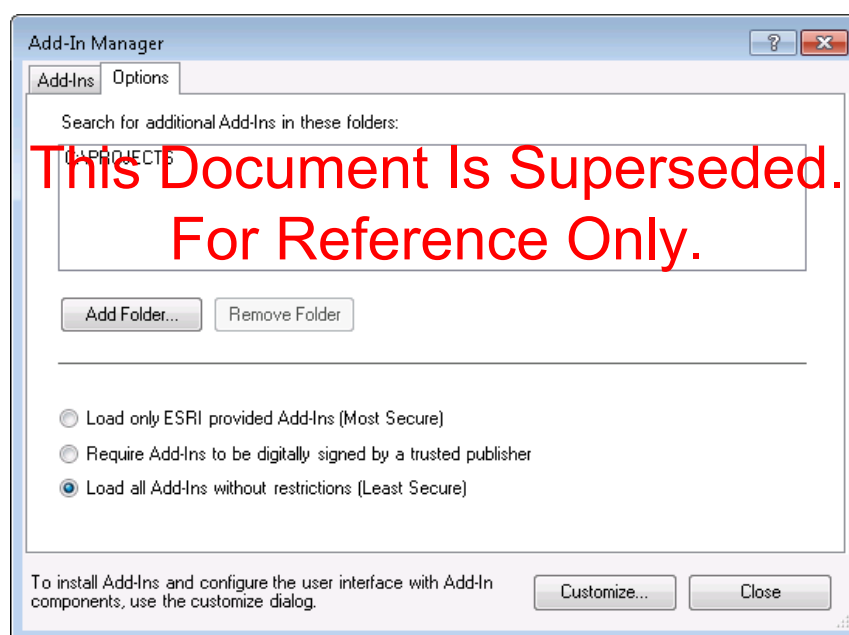 Add-In Manager
Add-Ins Options
Search for additional Add-Ins in these folders:
C:\PROJECTS
This Document Is Superseded.
For Reference Only.
Add Folder... Remove Folder
Load only ESRI provided Add-Ins (Most Secure)
Require Add-Ins to be digitally signed by a trusted publisher
Load all Add-Ins without restrictions (Least Secure)
To install Add-Ins and configure the user interface with Add-In
components, use the customize dialog.
Customize... Close